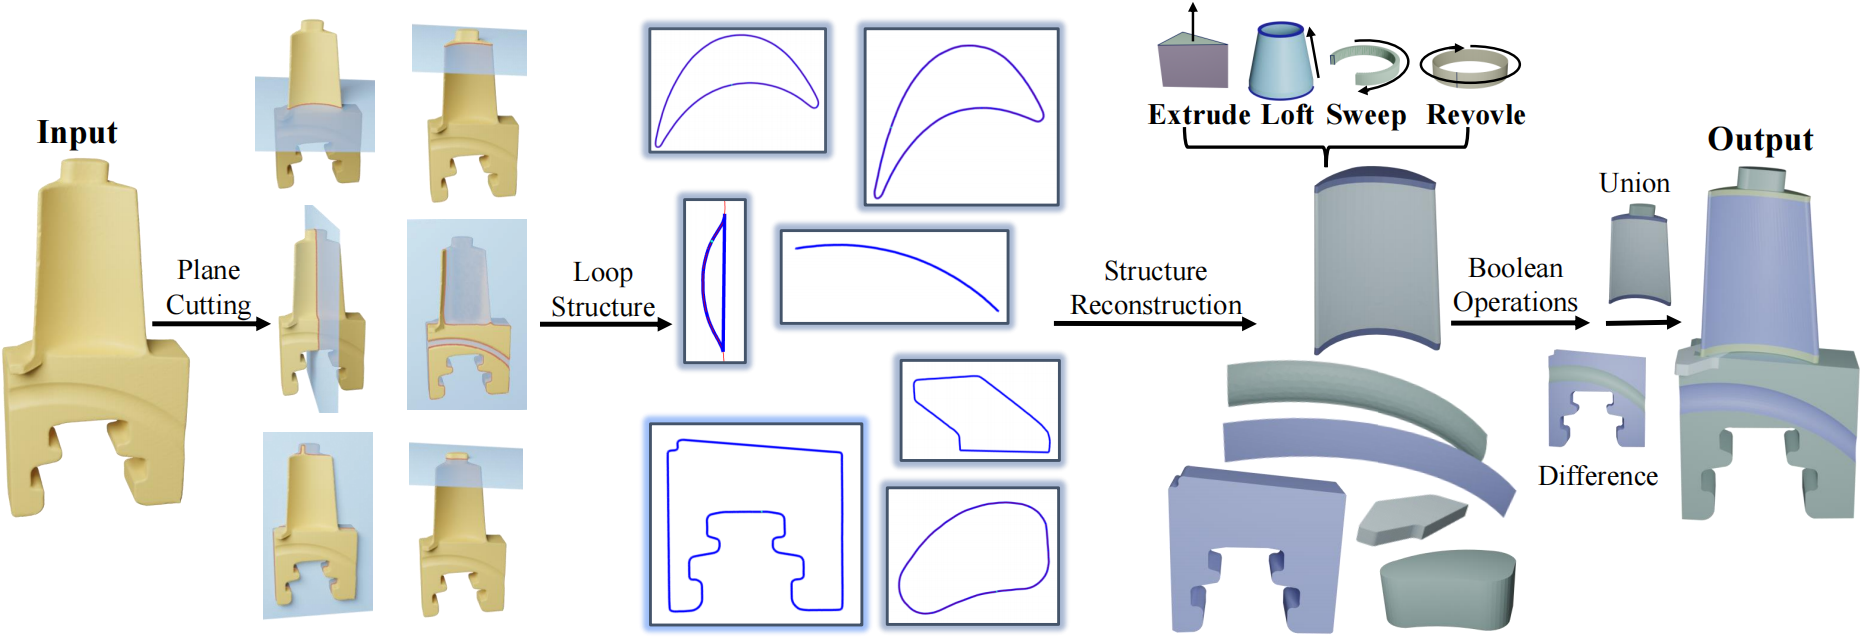 Input
Plane
Cutting
Loop
Structure
Structure
Reconstruction
Extrude Loft Sweep Revovle
Boolean
Operations
Union
Difference
Output